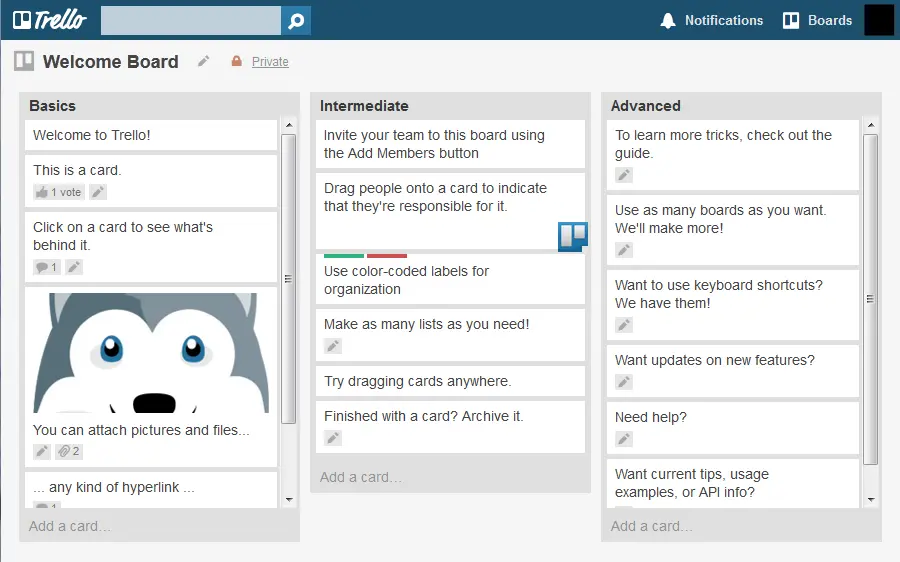 Trello
Notifications
Boards
Welcome Board
Private
Basics
Welcome to Trello!
This is a card.
1 vote
Click on a card to see what's
behind it.
1
You can attach pictures and files...
2
... any kind of hyperlink ...
1
Add a card...
Intermediate
Invite your team to this board using
the Add Members button
Drag people onto a card to indicate
that they're responsible for it.
Use color-coded labels for
organization
Make as many lists as you need!
Try dragging cards anywhere.
Finished with a card? Archive it.
Add a card...
Advanced
To learn more tricks, check out the
guide.
Use as many boards as you want.
We'll make more!
Want to use keyboard shortcuts?
We have them!
Want updates on new features?
Need help?
Want current tips, usage
examples, or API info?
Add a card...